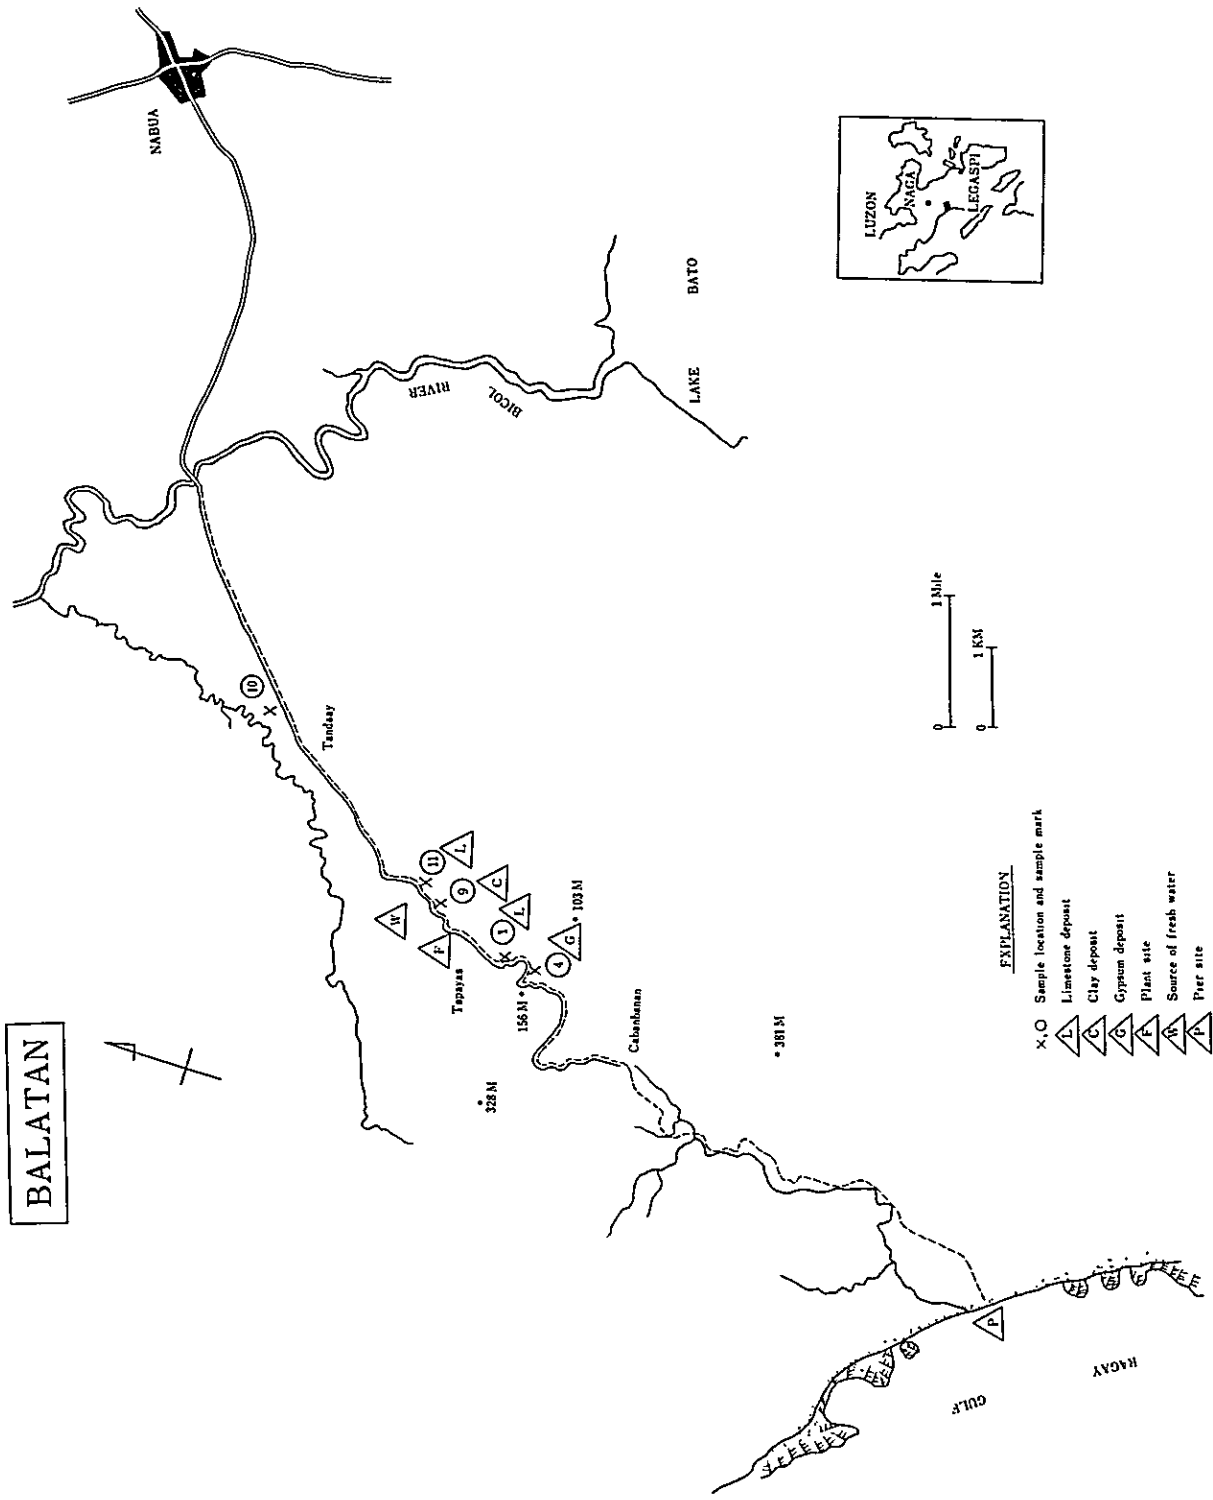 BALATAN
NABUA
RIVER
BICOL
LAKE
BATO
LUZON
NAGA
LEGASPI
10
Tandaay
11
L
9
C
W
F
1
L
4
G
103 M
Tapayas
156 M
Cabanbanan
328 M
381 M
P
GULF
RAGAY
0 1 Mile
0 1 KM
EXPLANATION
X,O Sample location and sample mark
L Limestone deposit
C Clay deposit
G Gypsum deposit
F Plant site
W Source of fresh water
P Pier site